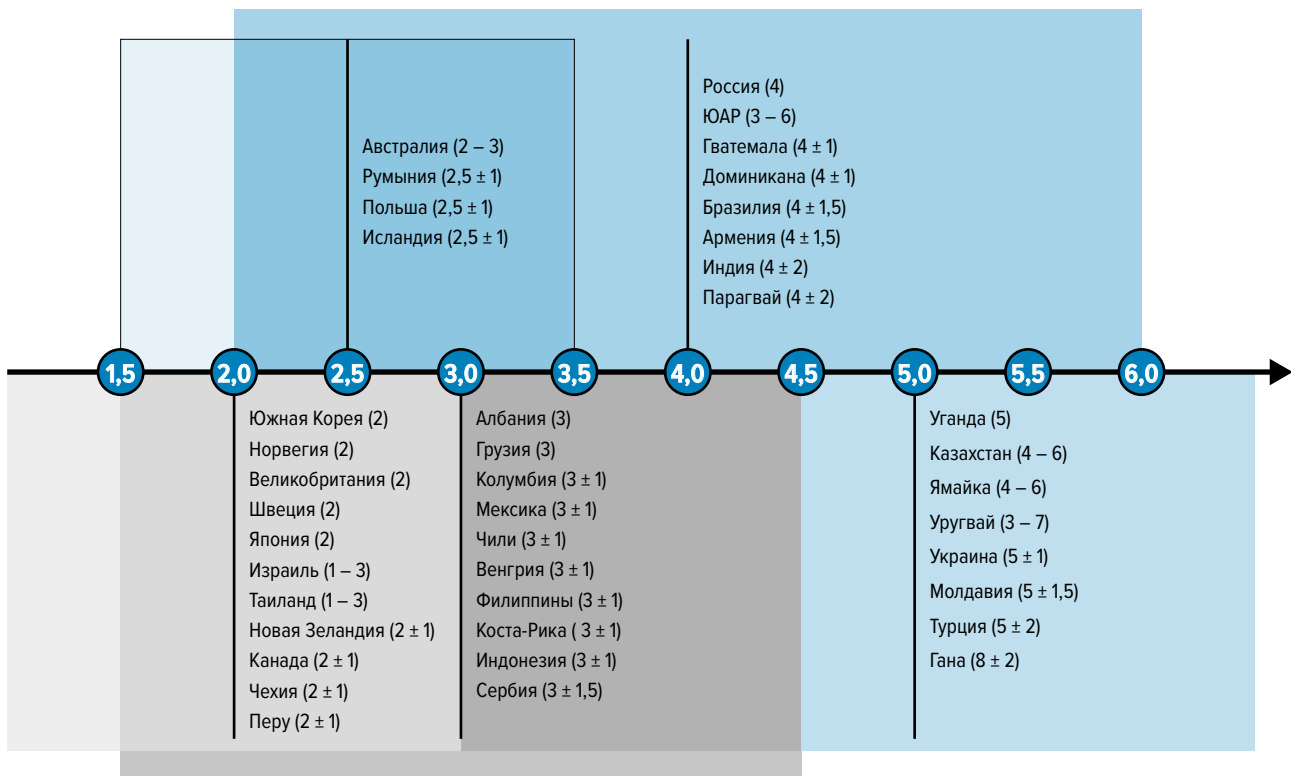 Австралия (2 – 3)
Румыния (2,5 ± 1)
Польша (2,5 ± 1)
Исландия (2,5 ± 1)
Россия (4)
ЮАР (3 – 6)
Гватемала (4 ± 1)
Доминикана (4 ± 1)
Бразилия (4 ± 1,5)
Армения (4 ± 1,5)
Индия (4 ± 2)
Парагвай (4 ± 2)
1,5 2,0 2,5 3,0 3,5 4,0 4,5 5,0 5,5 6,0
Южная Корея (2)
Норвегия (2)
Великобритания (2)
Швеция (2)
Япония (2)
Израиль (1 – 3)
Таиланд (1 – 3)
Новая Зеландия (2 ± 1)
Канада (2 ± 1)
Чехия (2 ± 1)
Перу (2 ± 1)
Албания (3)
Грузия (3)
Колумбия (3 ± 1)
Мексика (3 ± 1)
Чили (3 ± 1)
Венгрия (3 ± 1)
Филиппины (3 ± 1)
Коста-Рика ( 3 ± 1)
Индонезия (3 ± 1)
Сербия (3 ± 1,5)
Уганда (5)
Казахстан (4 – 6)
Ямайка (4 – 6)
Уругвай (3 – 7)
Украина (5 ± 1)
Молдавия (5 ± 1,5)
Турция (5 ± 2)
Гана (8 ± 2)